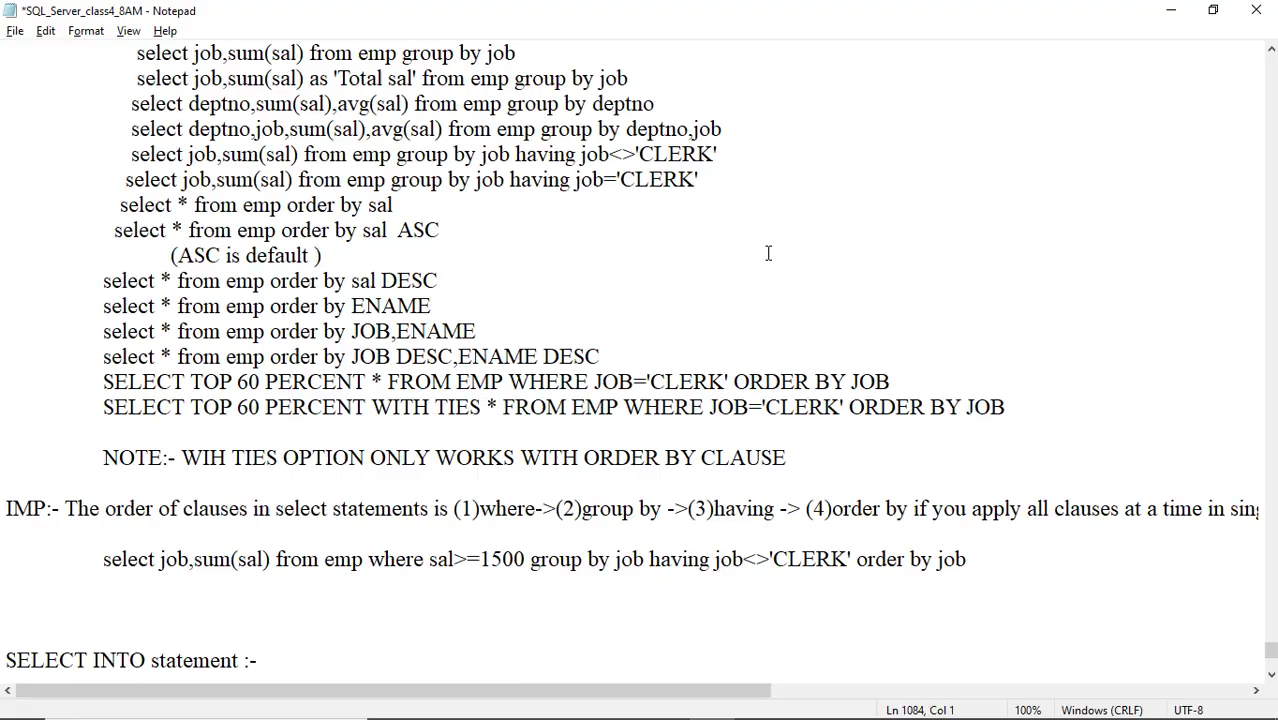 *SQL_Server_class4_8AM - Notepad
File Edit Format View Help
select job,sum(sal) from emp group by job
select job,sum(sal) as 'Total sal' from emp group by job
select deptno,sum(sal),avg(sal) from emp group by deptno
select deptno,job,sum(sal),avg(sal) from emp group by deptno,job
select job,sum(sal) from emp group by job having job<>'CLERK'
select job,sum(sal) from emp group by job having job='CLERK'
select * from emp order by sal
select * from emp order by sal  ASC
(ASC is default )
select * from emp order by sal DESC
select * from emp order by ENAME
select * from emp order by JOB,ENAME
select * from emp order by JOB DESC,ENAME DESC
SELECT TOP 60 PERCENT * FROM EMP WHERE JOB='CLERK' ORDER BY JOB
SELECT TOP 60 PERCENT WITH TIES * FROM EMP WHERE JOB='CLERK' ORDER BY JOB
NOTE:- WIH TIES OPTION ONLY WORKS WITH ORDER BY CLAUSE
IMP:- The order of clauses in select statements is (1)where->(2)group by ->(3)having -> (4)order by if you apply all clauses at a time in
select job,sum(sal) from emp where sal>=1500 group by job having job<>'CLERK' order by job
SELECT INTO statement :-
Ln 1084, Col 1 100% Windows (CRLF) UTF-8